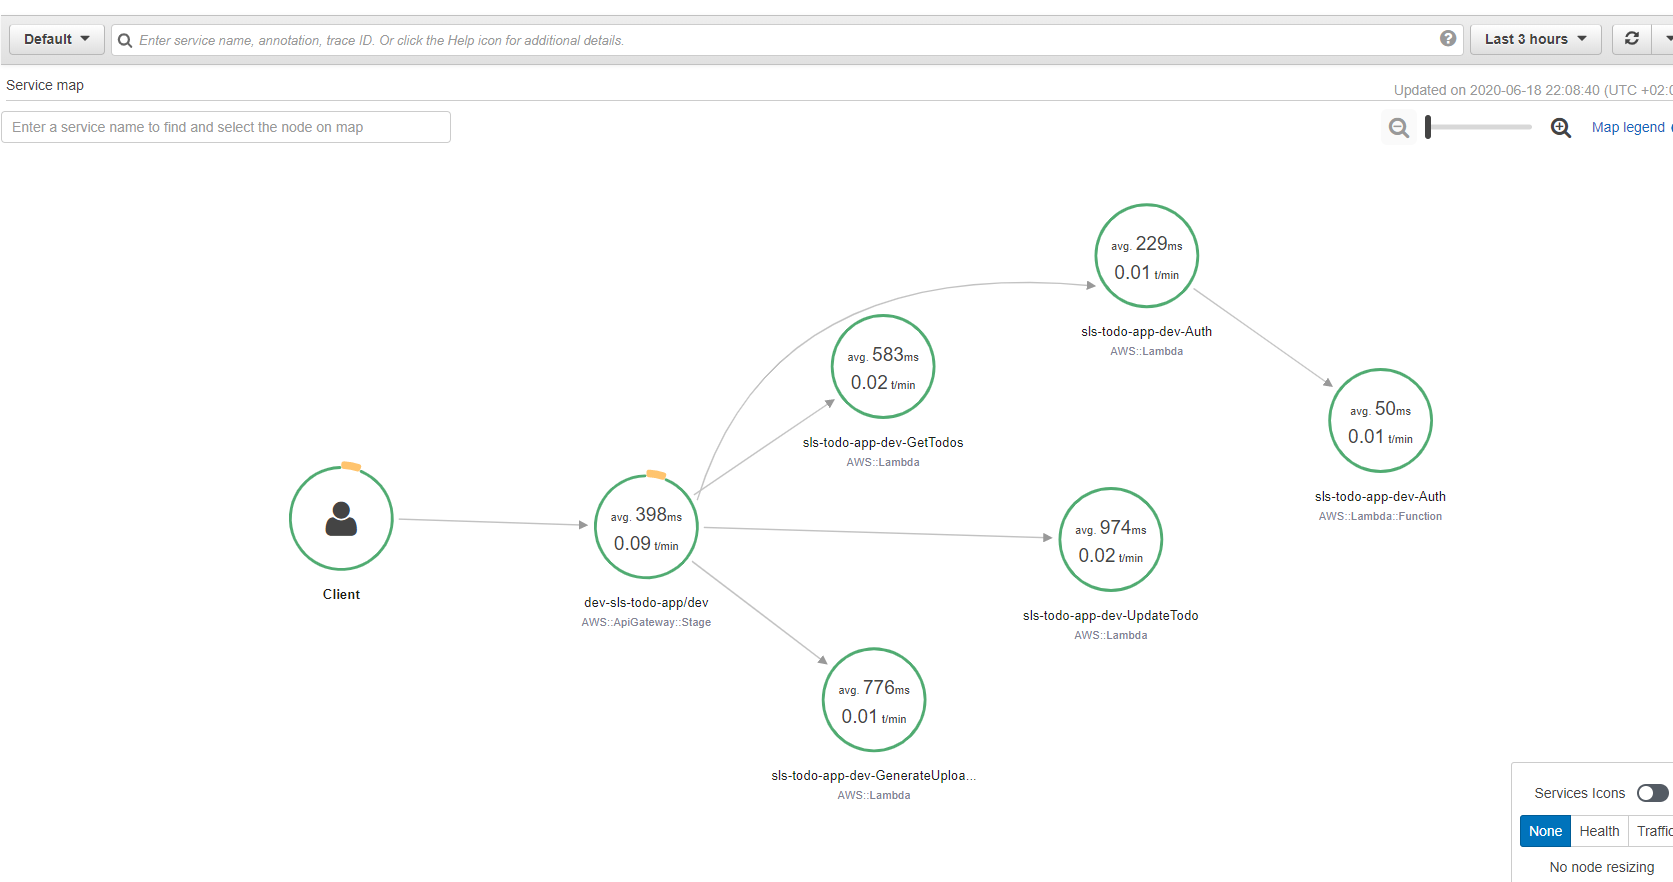 Default
Enter service name, annotation, trace ID. Or click the Help icon for additional details.
?
Last 3 hours
Service map
Updated on 2020-06-18 22:08:40 (UTC +02:0
Enter a service name to find and select the node on map
Map legend
avg. 229ms
0.01 t/min
sls-todo-app-dev-Auth
AWS::Lambda
avg. 583ms
0.02 t/min
sls-todo-app-dev-GetTodos
AWS::Lambda
avg. 50ms
0.01 t/min
sls-todo-app-dev-Auth
AWS::Lambda::Function
Client
avg. 398ms
0.09 t/min
dev-sls-todo-app/dev
AWS::ApiGateway::Stage
avg. 974ms
0.02 t/min
sls-todo-app-dev-UpdateTodo
AWS::Lambda
avg. 776ms
0.01 t/min
sls-todo-app-dev-GenerateUploa...
AWS::Lambda
Services Icons
None Health Traffic
No node resizing